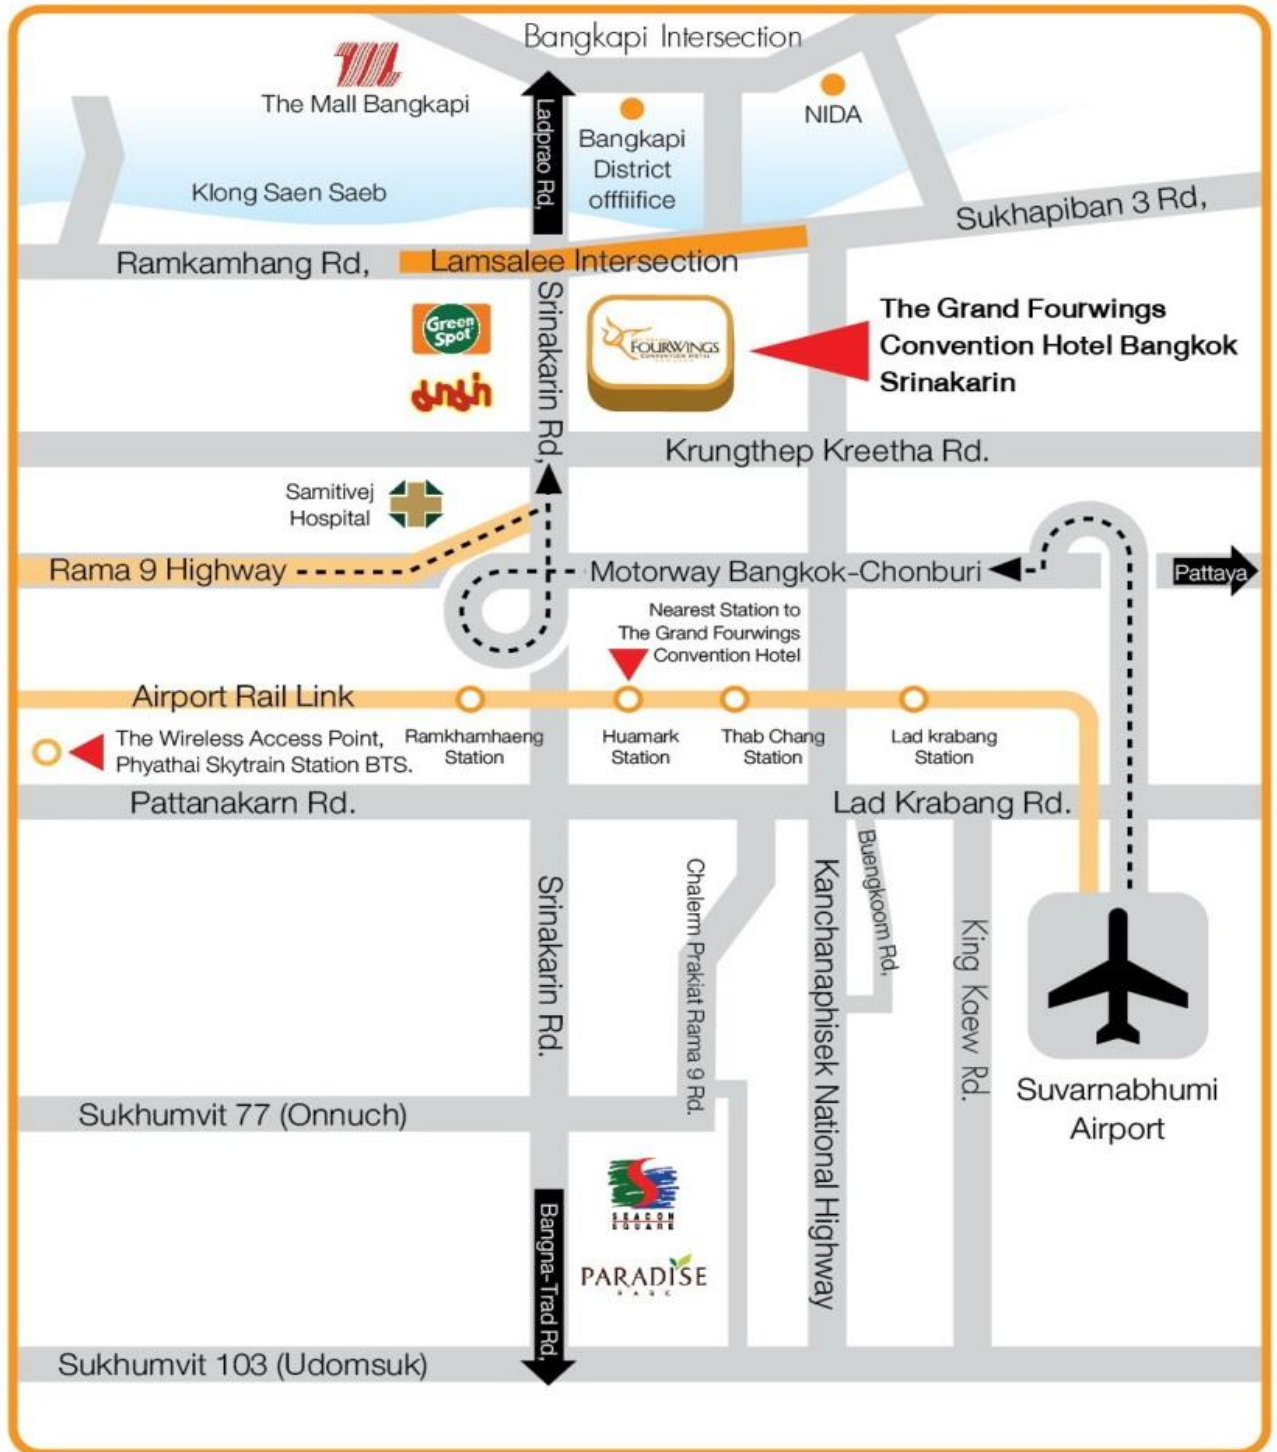 Bangkapi Intersection
The Mall Bangkapi
Ladprao Rd,
Bangkapi
District
offfiifice
NIDA
Klong Saen Saeb
Sukhapiban 3 Rd,
Ramkamhang Rd,
Lamsalee Intersection
Green
Spot
Srinakarin Rd,
FOURWINGS
CONVENTION HOTEL
The Grand Fourwings
Convention Hotel Bangkok
Srinakarin
Krungthep Kreetha Rd.
Samitivej
Hospital
Rama 9 Highway
Motorway Bangkok-Chonburi
Pattaya
Nearest Station to
The Grand Fourwings
Convention Hotel
Airport Rail Link
The Wireless Access Point,
Phyathai Skytrain Station BTS.
Ramkhamhaeng
Station
Huamark
Station
Thab Chang
Station
Lad krabang
Station
Pattanakarn Rd.
Lad Krabang Rd.
Srinakarin Rd.
Chalerm Prakiat Rama 9 Rd.
Kanchanaphisek National Highway
Buengkoom Rd,
King Kaew Rd.
Suvarnabhumi
Airport
Sukhumvit 77 (Onnuch)
SEACON
SQUARE
PARADISE
PARK
Bangna-Trad Rd,
Sukhumvit 103 (Udomsuk)